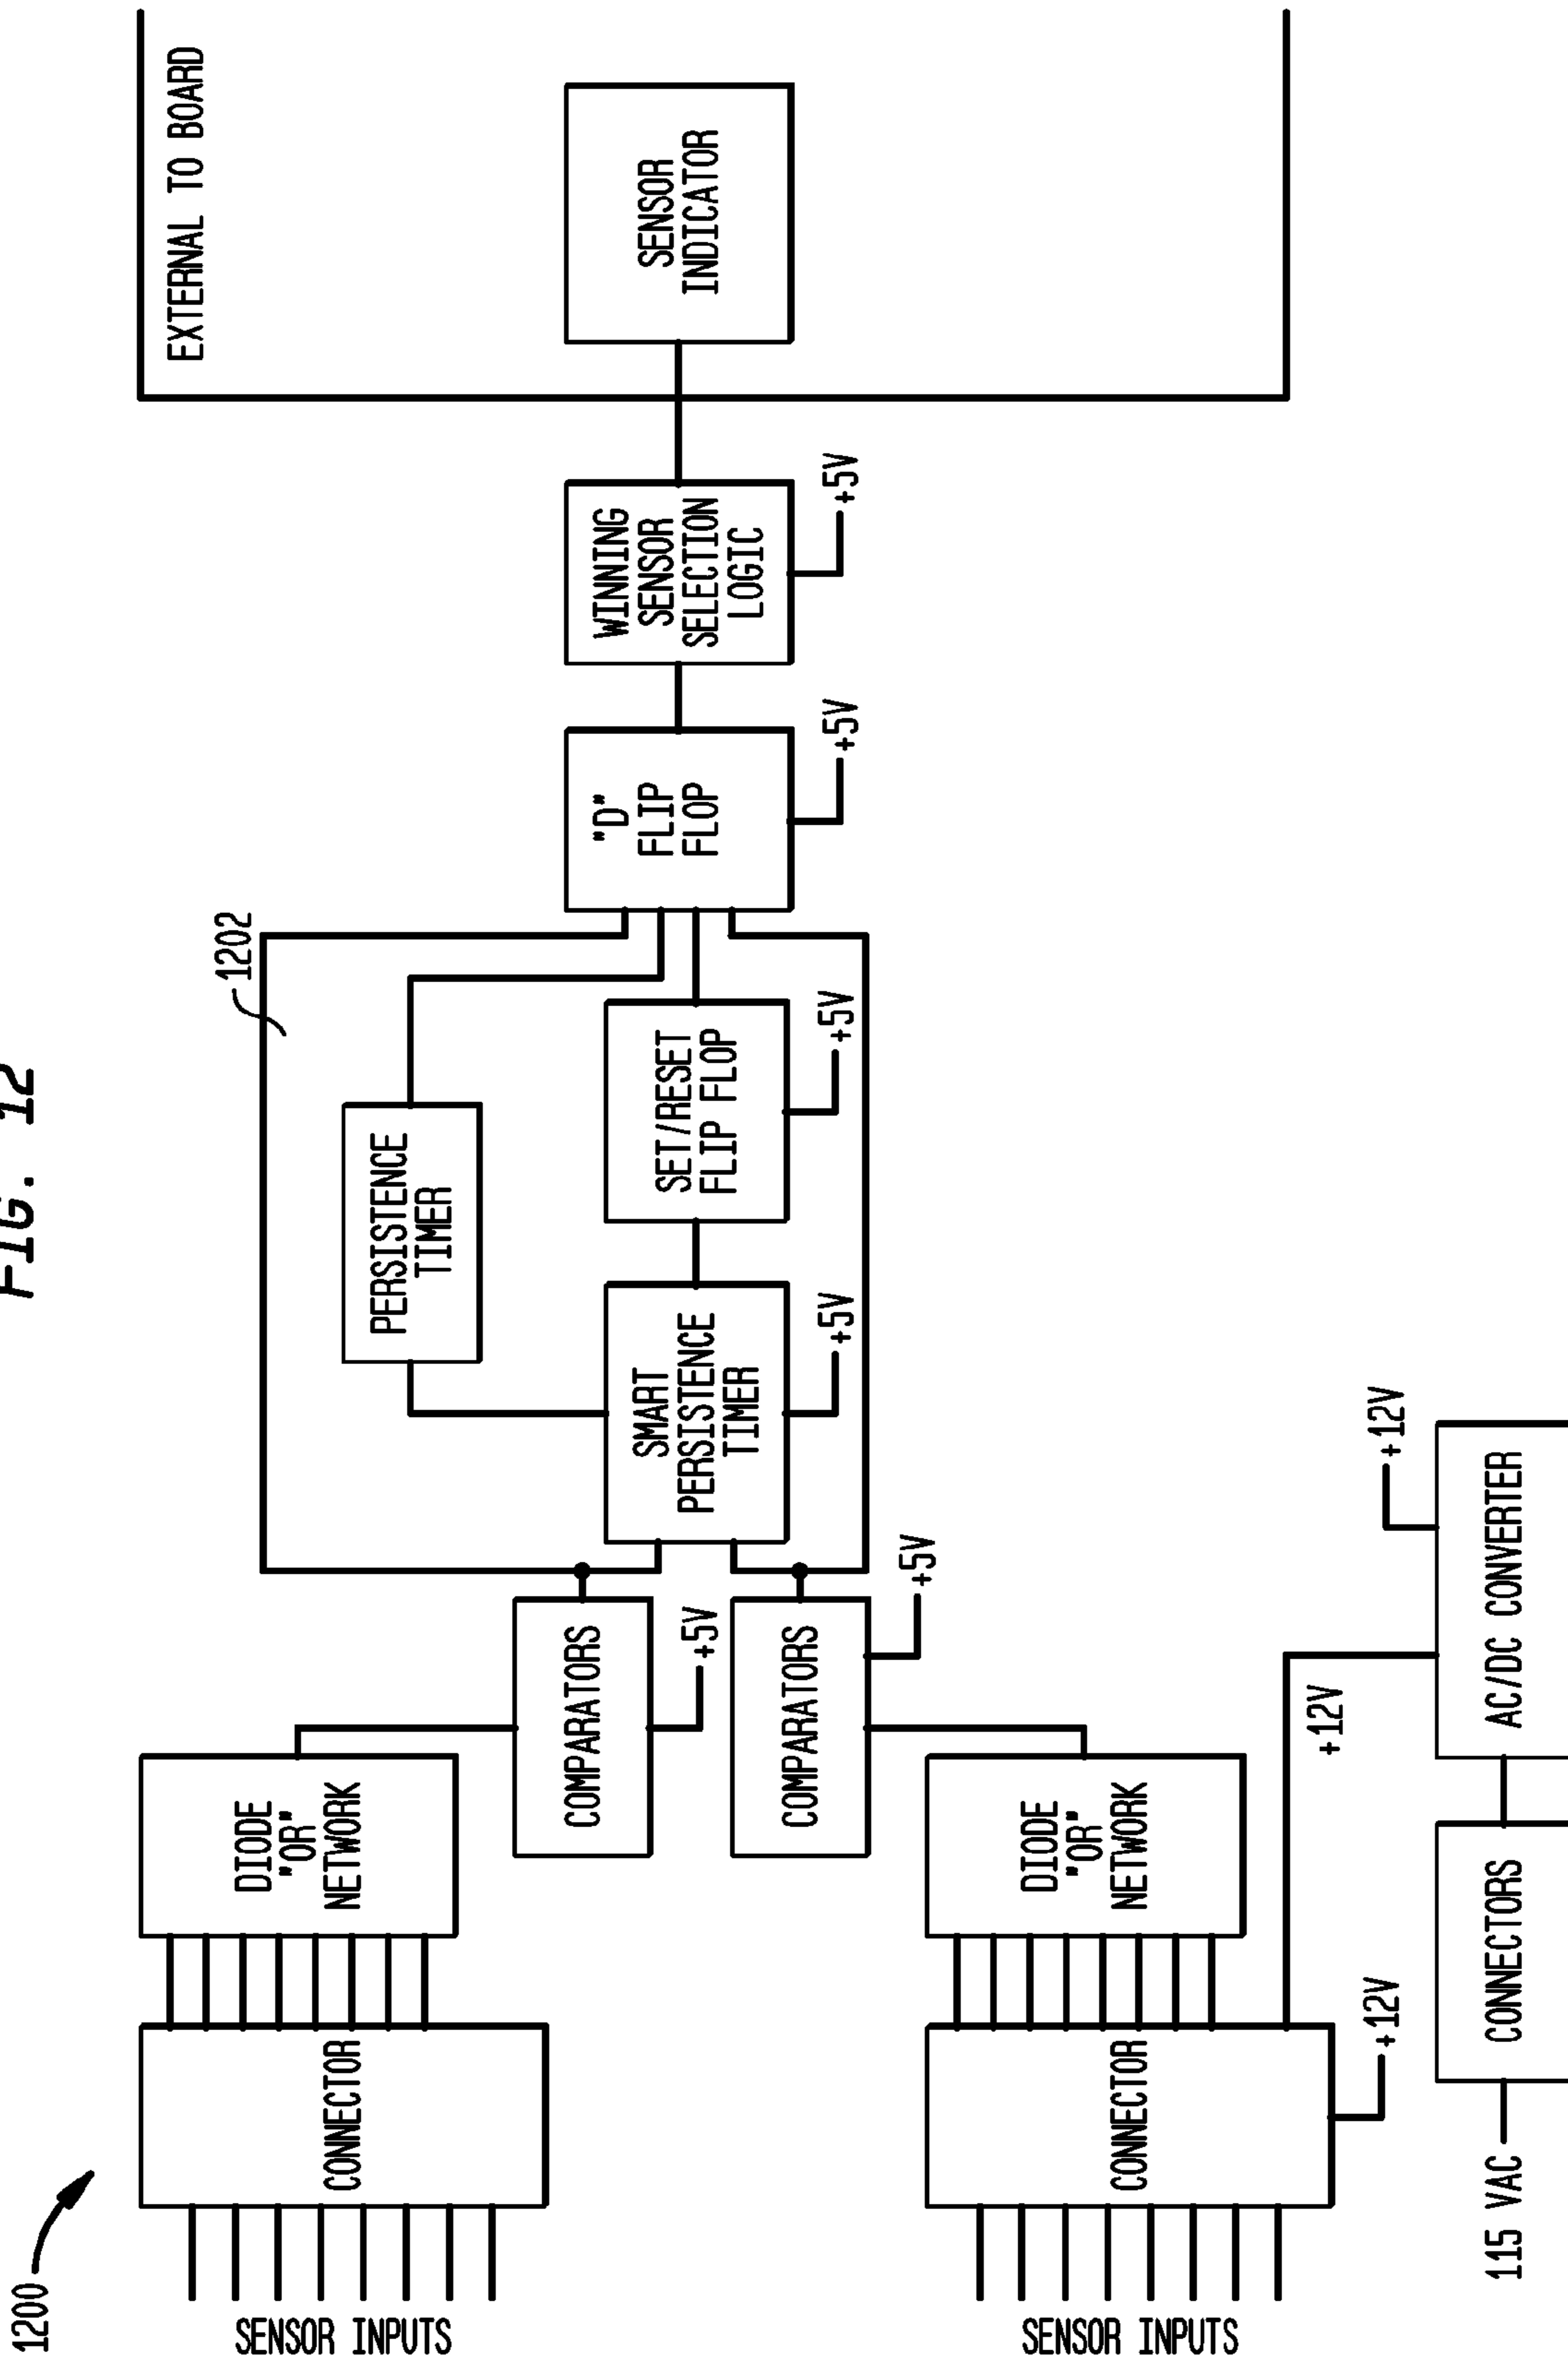 FIG. 12
1200
SENSOR INPUTS
CONNECTOR
DIODE
"OR"
NETWORK
COMPARATORS
+5V
1202
PERSISTENCE
TIMER
SMART
PERSISTENCE
TIMER
+5V
SET/RESET
FLIP FLOP
+5V
"D"
FLIP
FLOP
+5V
WINNING
SENSOR
SELECTION
LOGIC
+5V
EXTERNAL TO BOARD
SENSOR
INDICATOR
COMPARATORS
+5V
SENSOR INPUTS
CONNECTOR
+12V
DIODE
"OR"
NETWORK
+12V
115 VAC
CONNECTORS
AC/DC CONVERTER
+12V